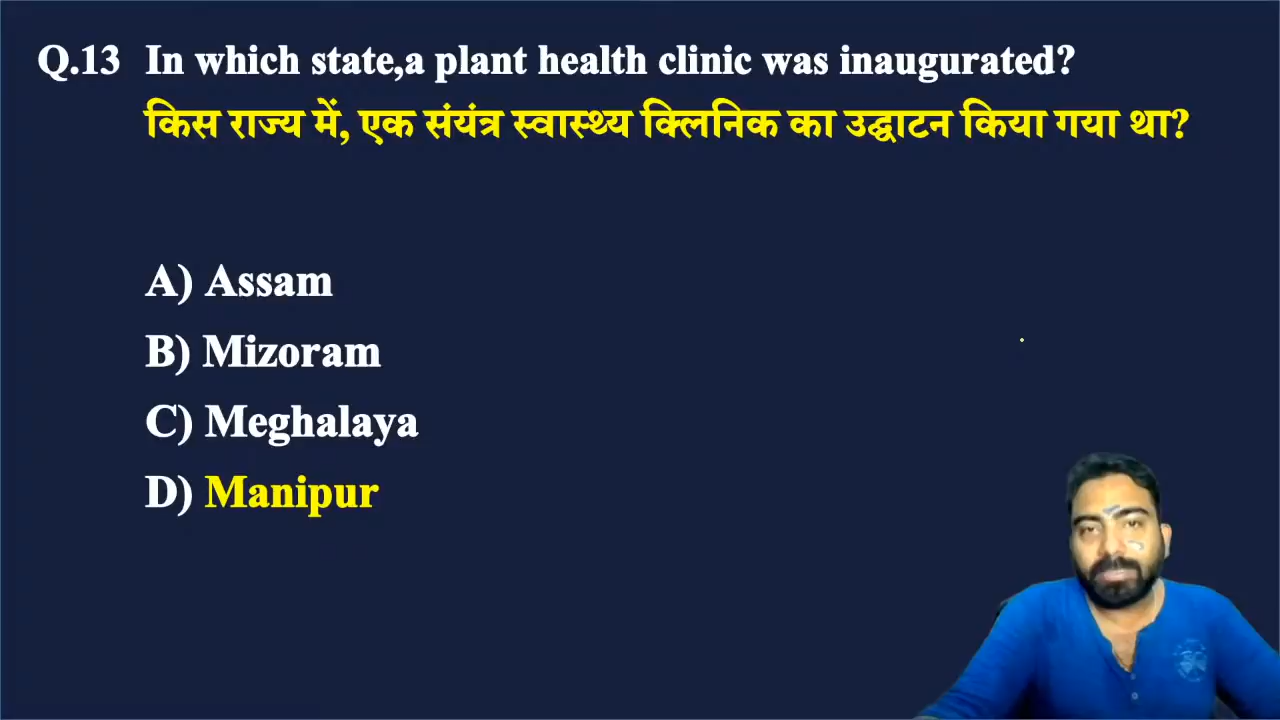 Q.13 In which state,a plant health clinic was inaugurated?
किस राज्य में, एक संयंत्र स्वास्थ्य क्लिनिक का उद्घाटन किया गया था?
A) Assam
B) Mizoram
C) Meghalaya
D) Manipur